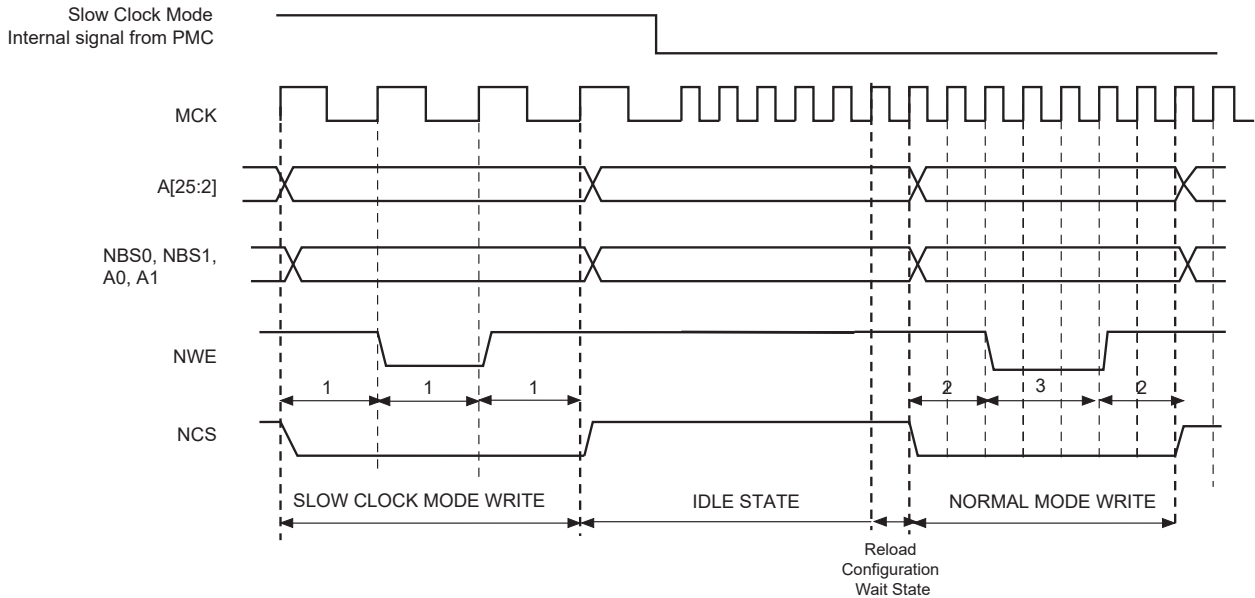 Slow Clock Mode
Internal signal from PMC
MCK
A[25:2]
NBS0, NBS1,
A0, A1
NWE
1 1 1 2 3 2
NCS
SLOW CLOCK MODE WRITE IDLE STATE NORMAL MODE WRITE
Reload
Configuration
Wait State